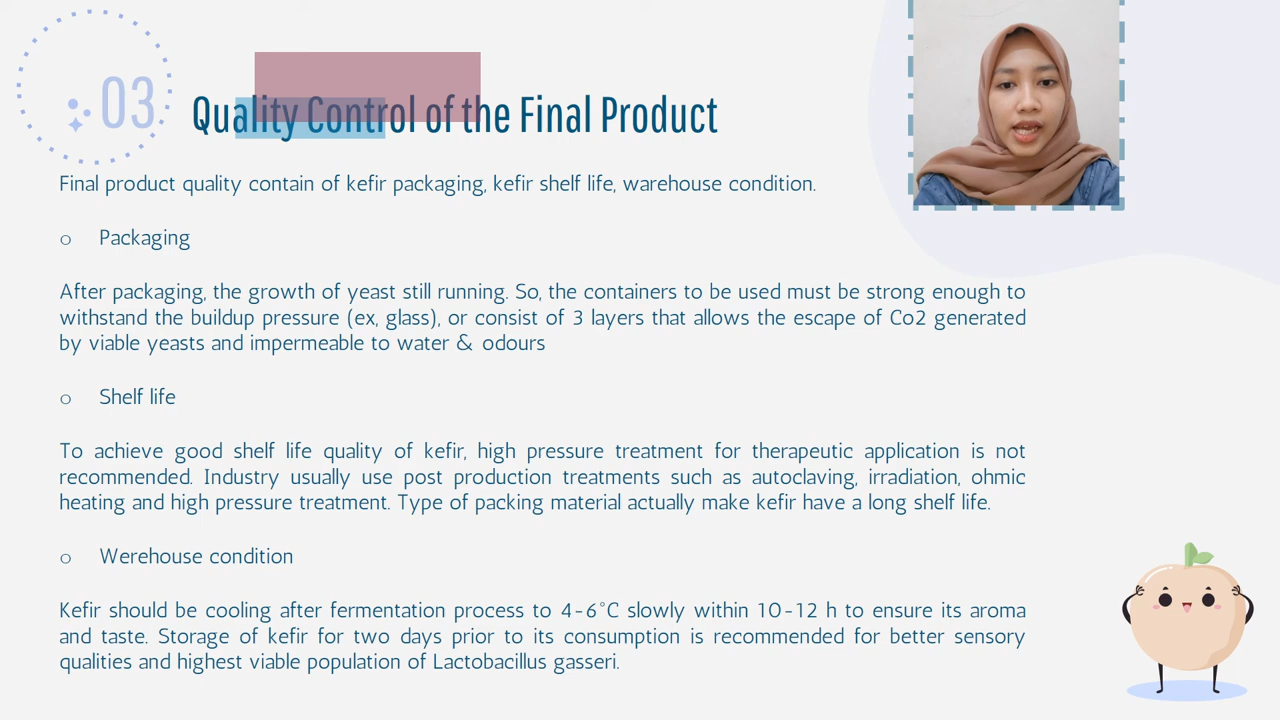 03
Quality Control of the Final Product
Final product quality contain of kefir packaging, kefir shelf life, warehouse condition.
o Packaging
After packaging, the growth of yeast still running. So, the containers to be used must be strong enough to
withstand the buildup pressure (ex, glass), or consist of 3 layers that allows the escape of Co2 generated
by viable yeasts and impermeable to water & odours
o Shelf life
To achieve good shelf life quality of kefir, high pressure treatment for therapeutic application is not
recommended. Industry usually use post production treatments such as autoclaving, irradiation, ohmic
heating and high pressure treatment. Type of packing material actually make kefir have a long shelf life.
o Werehouse condition
Kefir should be cooling after fermentation process to 4-6°C slowly within 10-12 h to ensure its aroma
and taste. Storage of kefir for two days prior to its consumption is recommended for better sensory
qualities and highest viable population of Lactobacillus gasseri.